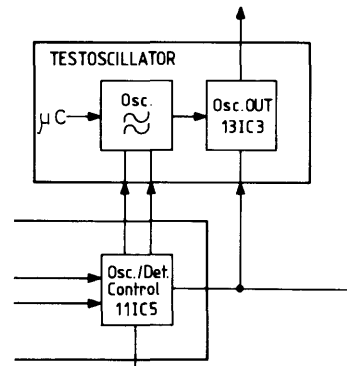 TESTOSCILLATOR
Osc.
μC
Osc.OUT
13IC3
Osc./Det.
Control
11IC5